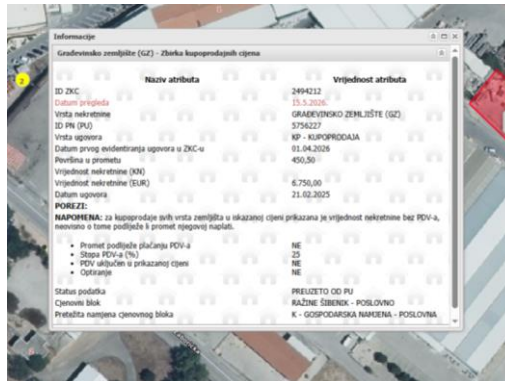 Informacije
Građevinsko zemljište (GZ) - Zbirka kupoprodajnih cijena
Naziv atributa Vrijednost atributa
ID ZKC 2494212
Datum pregleda 15.5.2026.
Vrsta nekretnine GRAĐEVINSKO ZEMLJIŠTE (GZ)
ID PN (PU) 5756227
Vrsta ugovora KP - KUPOPRODAJA
Datum prvog evidentiranja ugovora u ZKC-u 01.04.2026
Površina u prometu 450,50
Vrijednost nekretnine (KN)
Vrijednost nekretnine (EUR) 6.750,00
Datum ugovora 21.02.2025
POREZI:
NAPOMENA: za kupoprodaje svih vrsta zemljišta u iskazanoj cijeni prikazana je vrijednost nekretnine bez PDV-a,
neovisno o tome podliježe li promet njegovoj naplati.
• Promet podliježe plaćanju PDV-a NE
• Stopa PDV-a (%) 25
• PDV uključen u prikazanoj cijeni NE
• Optiranje NE
Status podatka PREUZETO OD PU
Cjenovni blok RAŽINE ŠIBENIK - POSLOVNO
Pretežita namjena cjenovnog bloka K - GOSPODARSKA NAMJENA - POSLOVNA
2